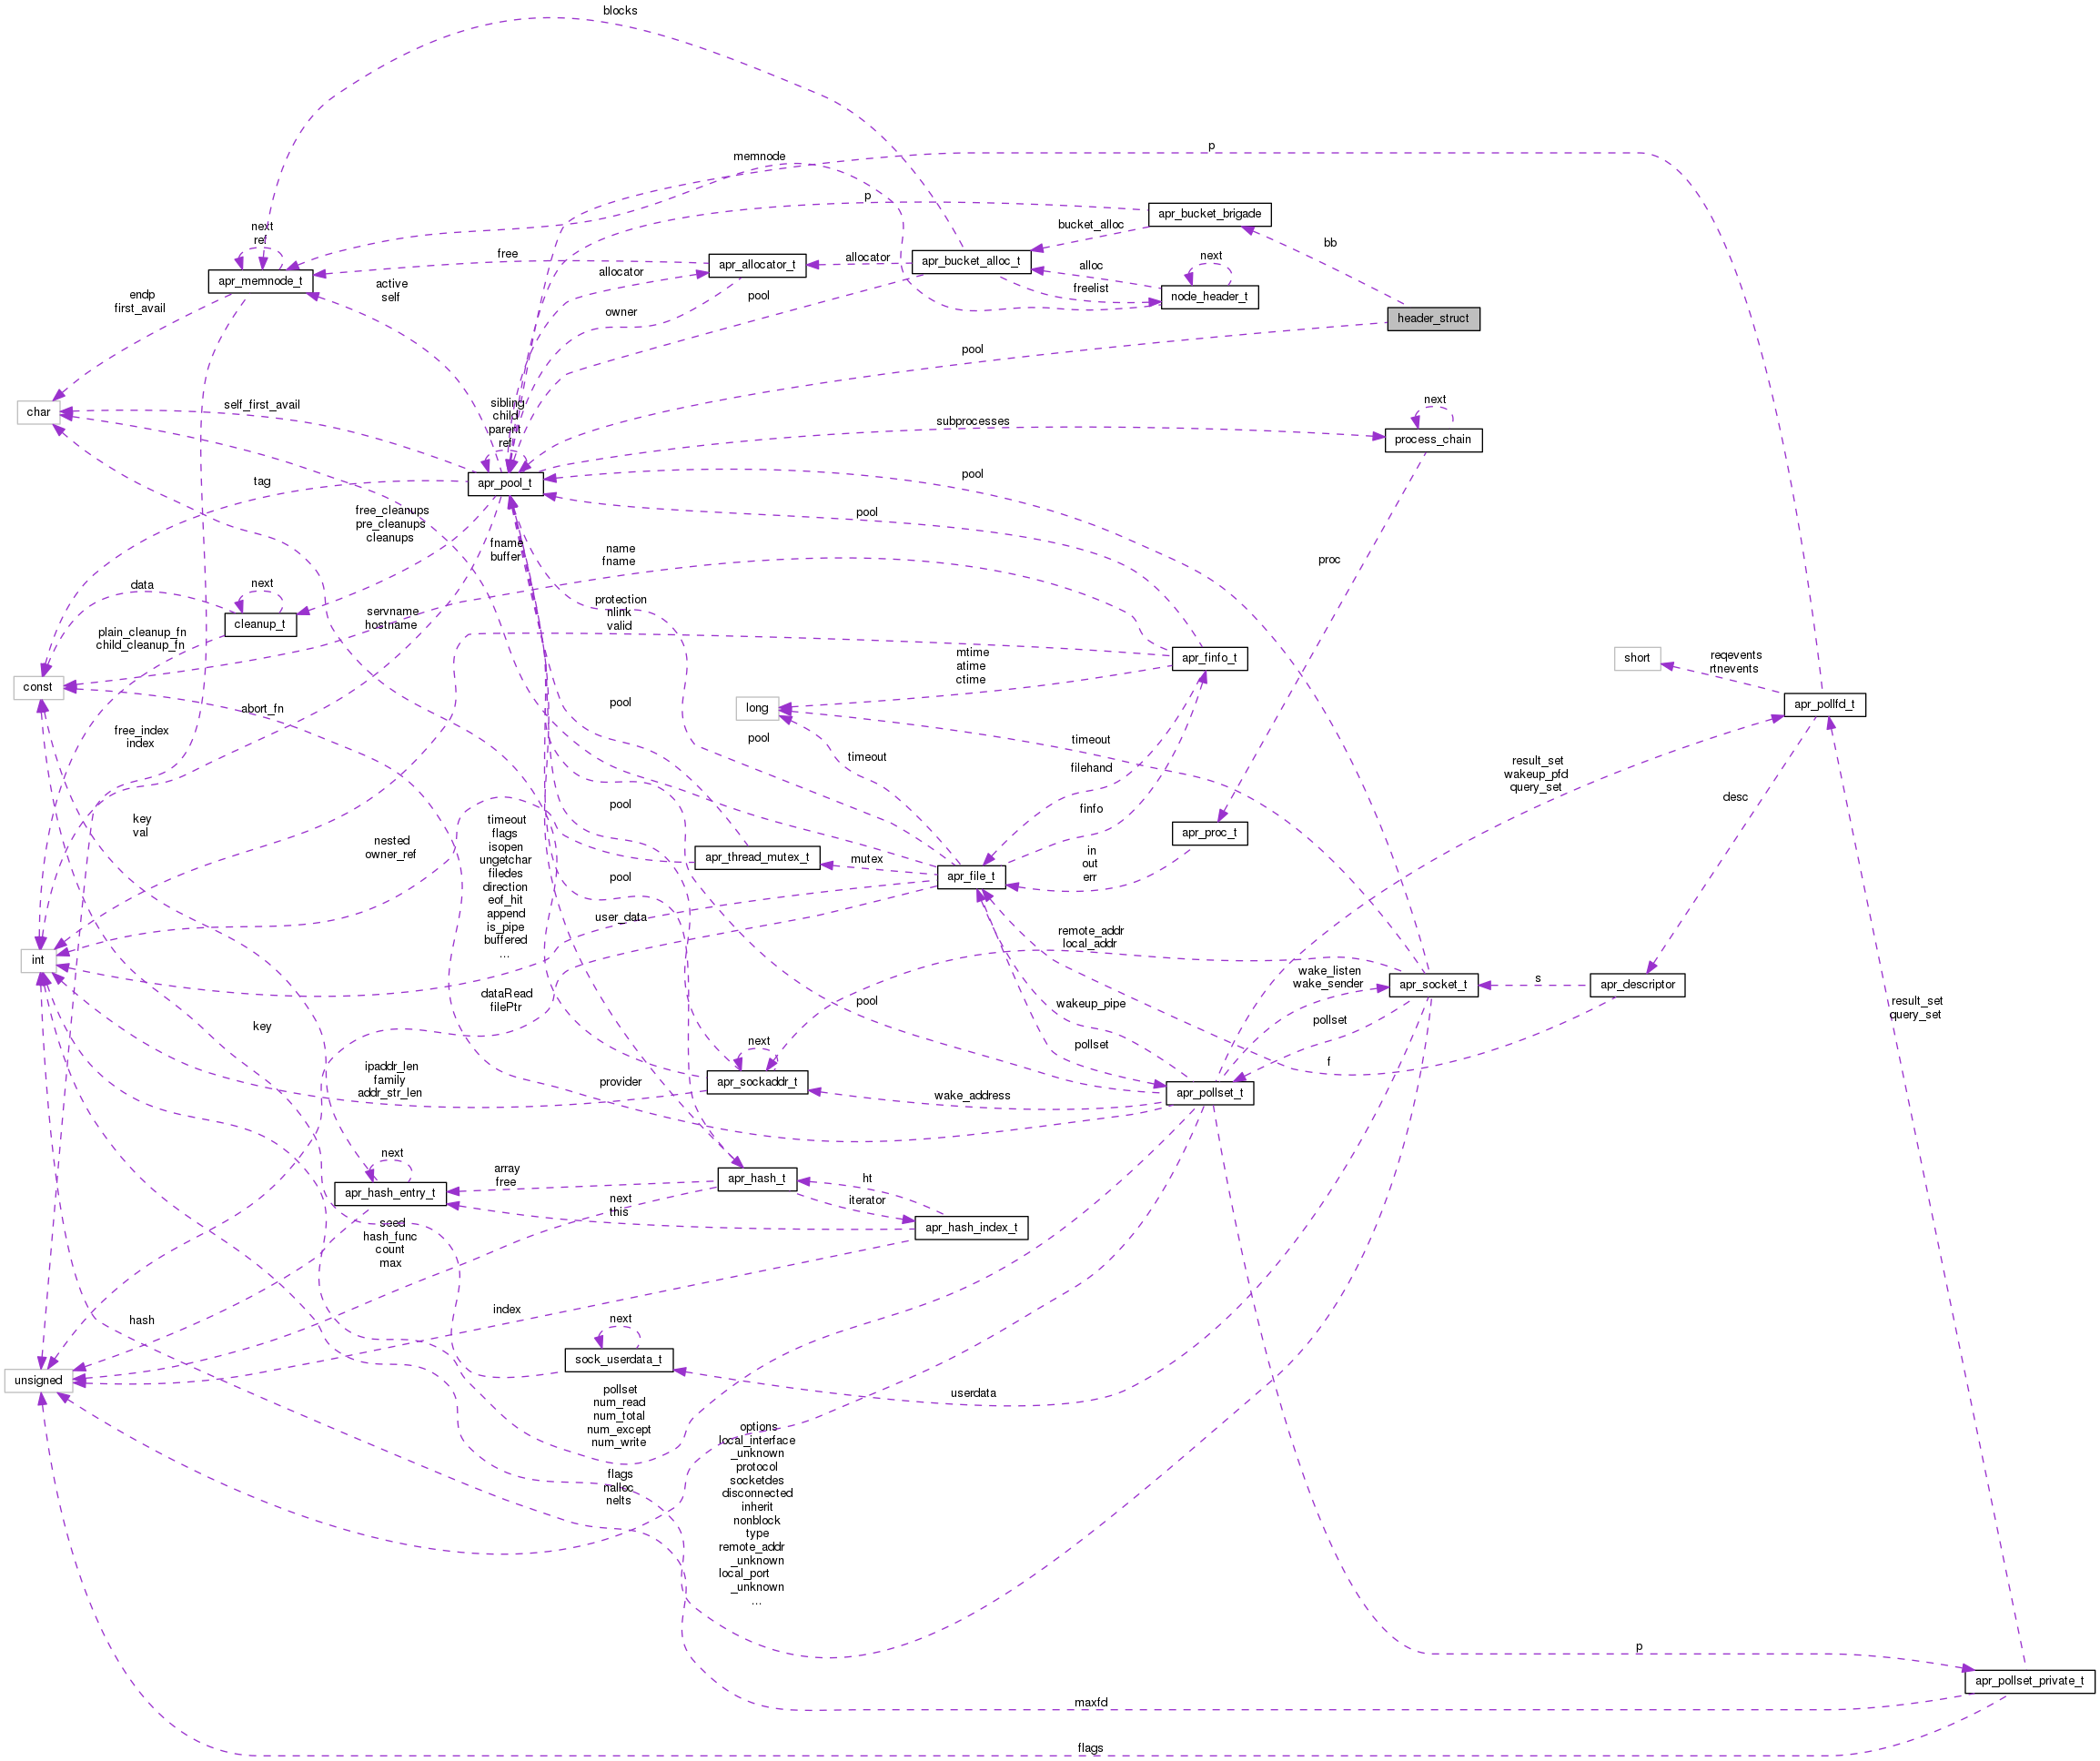 blocks
memnode
p
p
apr_bucket_brigade
bucket_alloc
bb
next
ref
free
apr_allocator_t
allocator
apr_bucket_alloc_t
alloc
next
apr_memnode_t
allocator
freelist
node_header_t
active
self
pool
endp
first_avail
owner
header_struct
pool
char
self_first_avail
sibling
child
parent
ref
subprocesses
next
process_chain
tag
apr_pool_t
pool
free_cleanups
pre_cleanups
cleanups
pool
fname
buffer
name
fname
proc
data
next
cleanup_t
servname
hostname
protection
nlink
valid
plain_cleanup_fn
child_cleanup_fn
mtime
atime
ctime
apr_finfo_t
short
reqevents
rtnevents
const
abort_fn
pool
long
apr_pollfd_t
free_index
index
pool
timeout
timeout
filehand
result_set
wakeup_pfd
query_set
desc
key
val
pool
finfo
apr_proc_t
nested
owner_ref
timeout
flags
isopen
ungetchar
filedes
direction
eof_hit
append
is_pipe
buffered
...
apr_thread_mutex_t
mutex
apr_file_t
in
out
err
pool
user_data
remote_addr
local_addr
int
wake_listen
wake_sender
apr_socket_t
s
apr_descriptor
dataRead
filePtr
pool
wakeup_pipe
pollset
result_set
query_set
key
next
pollset
f
ipaddr_len
family
addr_str_len
provider
apr_sockaddr_t
wake_address
apr_pollset_t
next
apr_hash_entry_t
array
free
apr_hash_t
ht
iterator
next
this
apr_hash_index_t
seed
hash_func
count
max
hash
index
next
sock_userdata_t
unsigned
userdata
pollset
num_read
num_total
num_except
num_write
options
local_interface
_unknown
protocol
socketdes
disconnected
inherit
nonblock
type
remote_addr
_unknown
local_port
_unknown
...
flags
nalloc
nelts
p
apr_pollset_private_t
maxfd
flags